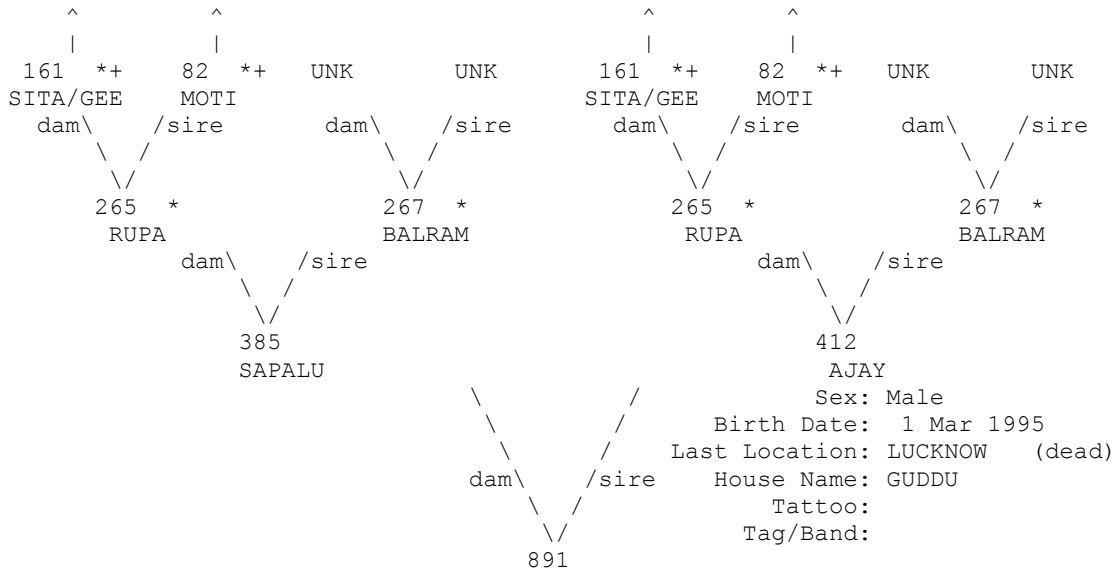 ^ ^ ^ ^
| | | |
161 *+ 82 *+ UNK UNK 161 *+ 82 *+ UNK UNK
SITA/GEE MOTI SITA/GEE MOTI
dam\ /sire dam\ /sire dam\ /sire dam\ /sire
\ / \ / \ / \ /
\/ \/ \/ \/
265 * 267 * 265 * 267 *
RUPA BALRAM RUPA BALRAM
dam\ /sire dam\ /sire
\ / \ /
\/ \/
385 412
SAPALU AJAY
\ / Sex: Male
\ / Birth Date: 1 Mar 1995
\ / Last Location: LUCKNOW (dead)
dam\ /sire House Name: GUDDU
\ / Tattoo:
\/ Tag/Band:
891